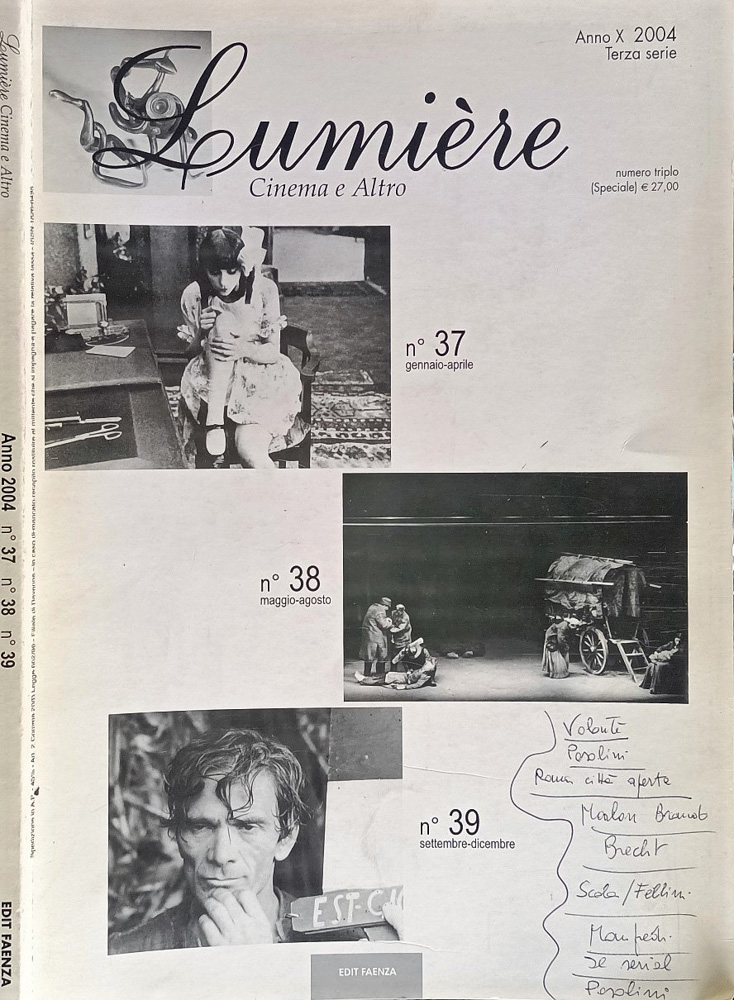 Anno X 2004
Terza serie
Lumière
Cinema e Altro
numero triplo
(Speciale) € 27,00
n° 37
gennaio-aprile
n° 38
maggio-agosto
n° 39
settembre-dicembre
EST-C
EDIT FAENZA
Volonté
Pasolini
Roma città aperta
Marlon Brando
Brecht
Scola/Fellini
Manfredi
Pasolini
Lumière Cinema e Altro
Anno 2004 n° 37 n° 38 n° 39
EDIT FAENZA